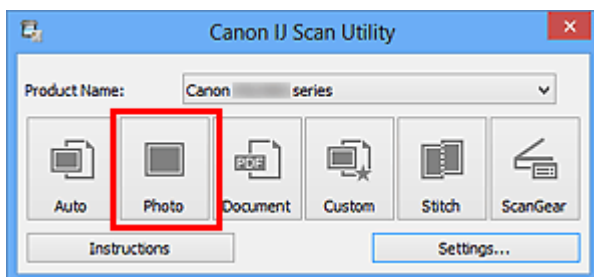 Canon IJ Scan Utility
Product Name: Canon series
PDF
Auto Photo Document Custom Stitch ScanGear
Instructions Settings...